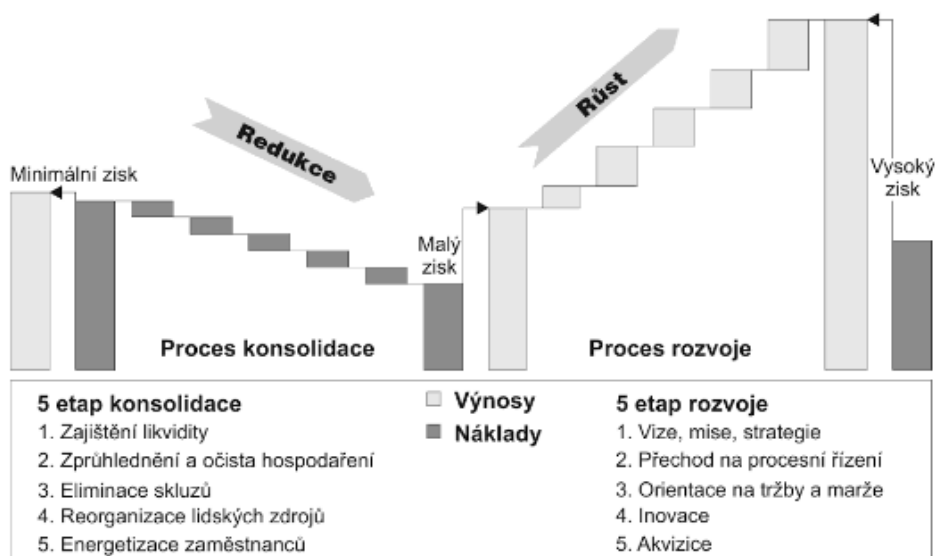 Redukce
Růst
Minimální zisk
Malý
zisk
Vysoký
zisk
Proces konsolidace
Proces rozvoje
5 etap konsolidace
1. Zajištění likvidity
2. Zprůhlednění a očista hospodaření
3. Eliminace skluzů
4. Reorganizace lidských zdrojů
5. Energetizace zaměstnanců
Výnosy
Náklady
5 etap rozvoje
1. Vize, mise, strategie
2. Přechod na procesní řízení
3. Orientace na tržby a marže
4. Inovace
5. Akvizice